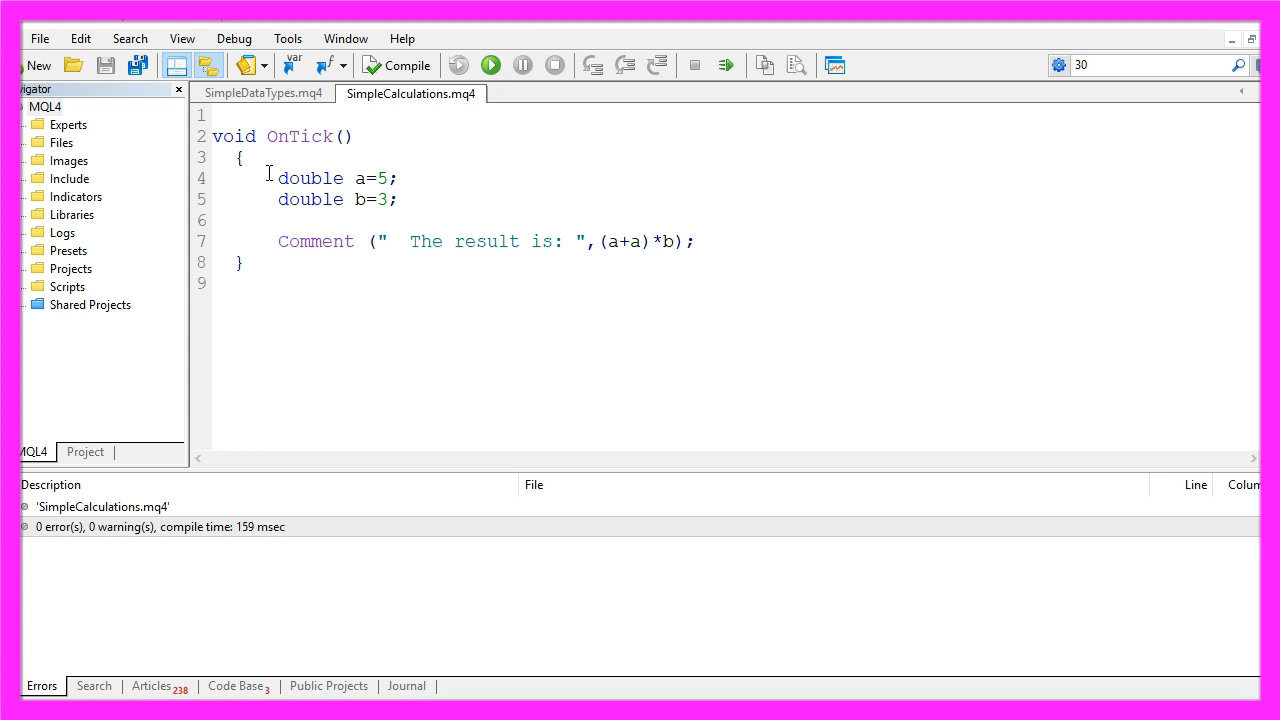 File Edit Search View Debug Tools Window Help
New var f Compile 30
vigator ×
SimpleDataTypes.mq4 SimpleCalculations.mq4
MQL4
Experts
Files
Images
Include
Indicators
Libraries
Logs
Presets
Projects
Scripts
Shared Projects
1
2 void OnTick()
3 {
4 double a=5;
5 double b=3;
6
7 Comment ("  The result is: ",(a+a)*b);
8 }
9
MQL4 Project
Description File Line Colum
'SimpleCalculations.mq4'
0 error(s), 0 warning(s), compile time: 159 msec
Errors Search Articles 238 Code Base 3 Public Projects Journal